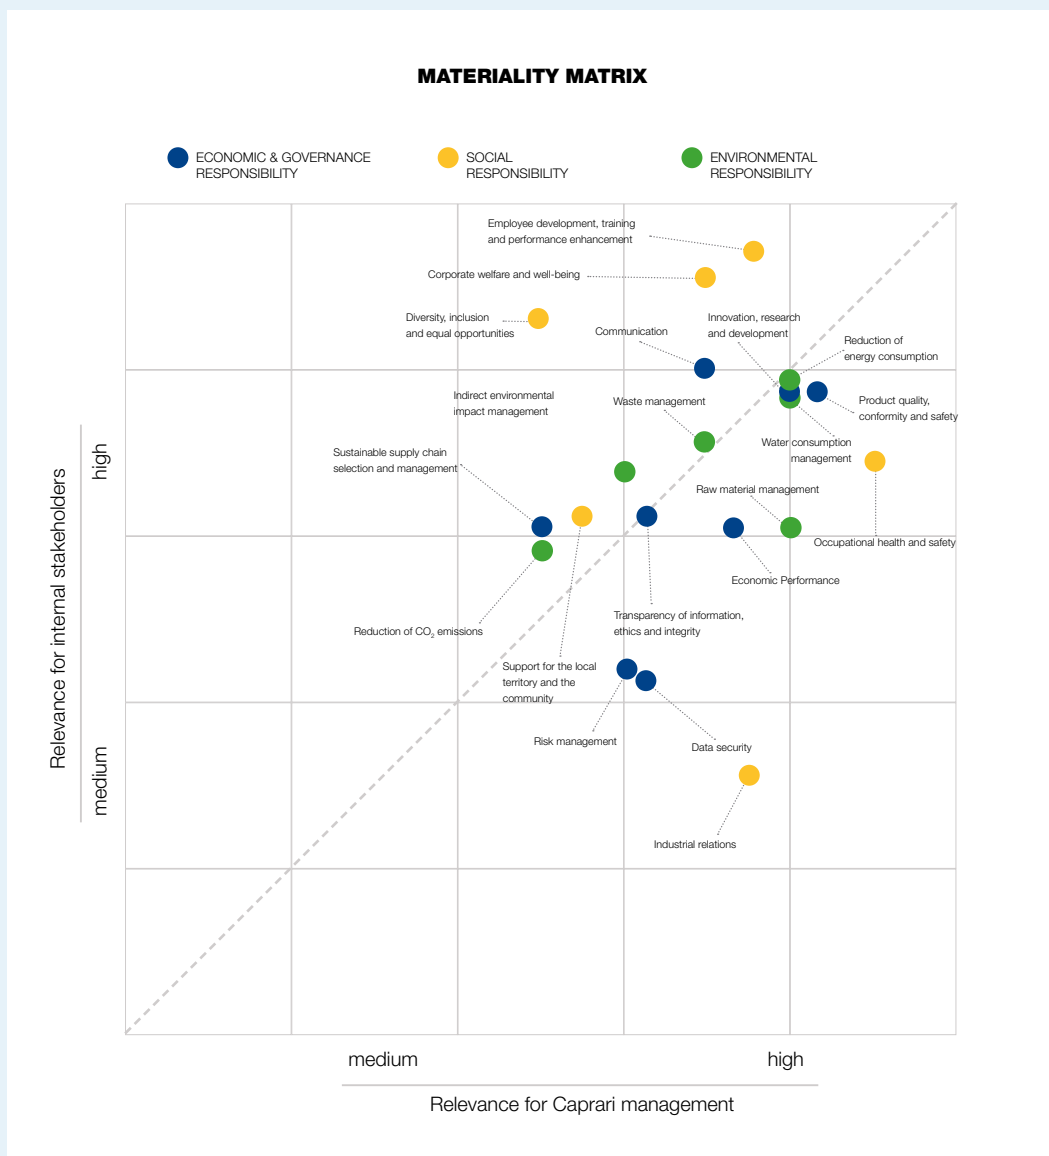 MATERIALITY MATRIX
ECONOMIC & GOVERNANCE
RESPONSIBILITY
SOCIAL
RESPONSIBILITY
ENVIRONMENTAL
RESPONSIBILITY
Employee development, training
and performance enhancement
Corporate welfare and well-being
Diversity, inclusion
and equal opportunities
Communication
Innovation, research
and development
Reduction of
energy consumption
Indirect environmental
impact management
Waste management
Product quality,
conformity and safety
Water consumption
management
Sustainable supply chain
selection and management
Raw material management
Occupational health and safety
Economic Performance
Transparency of information,
ethics and integrity
Reduction of CO₂ emissions
Support for the local
territory and the
community
Risk management
Data security
Industrial relations
Relevance for internal stakeholders
high
medium
medium
high
Relevance for Caprari management